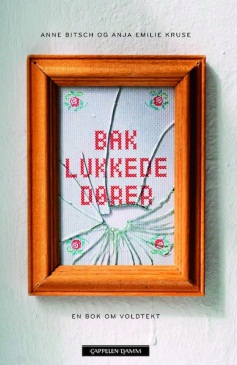 ANNE BITSCH OG ANJA EMILIE KRUSE
BAK
LUKKEDE
DØRER
EN BOK OM VOLDTEKT
CAPPELEN DAMM